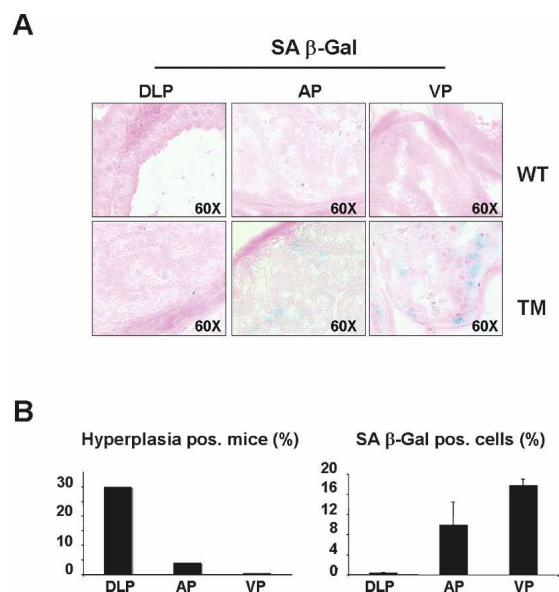 A
SA β-Gal
DLP AP VP
60X 60X 60X WT
60X 60X 60X TM
B
Hyperplasia pos. mice (%) SA β-Gal pos. cells (%)
30
20
10
0
DLP AP VP
20
16
12
8
4
0
DLP AP VP